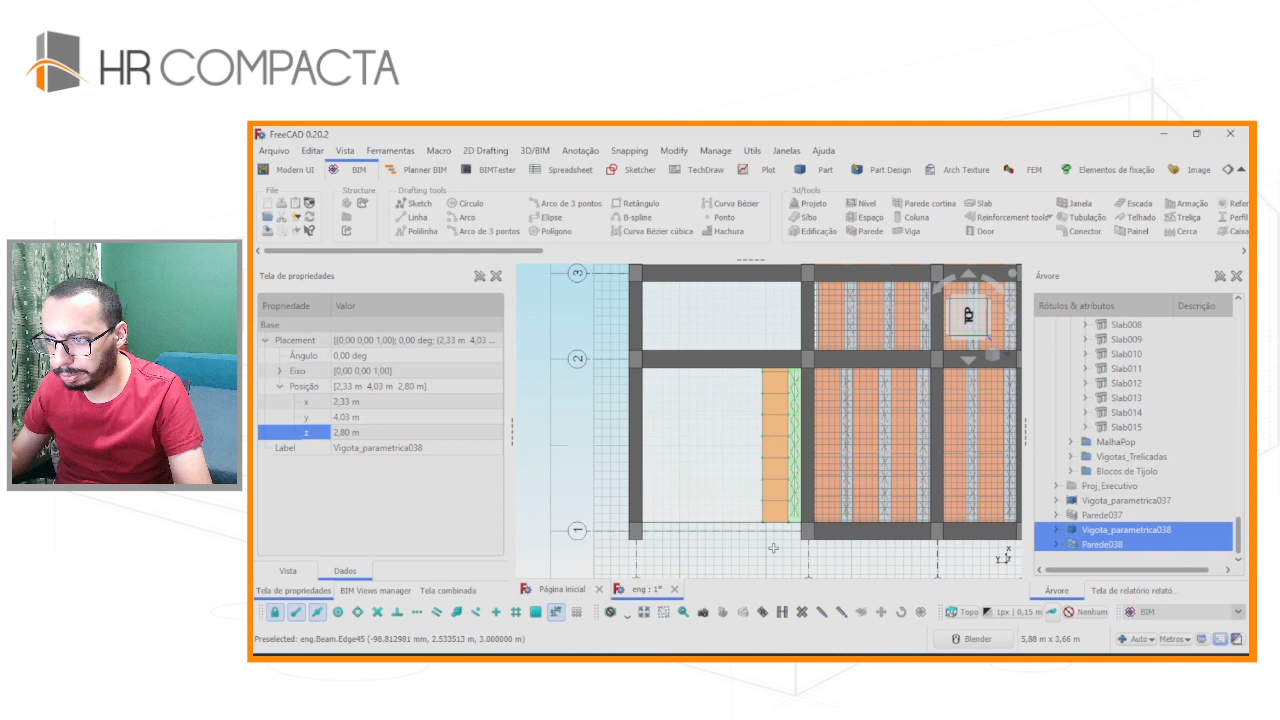 HR COMPACTA
FreeCAD 0.20.2
Arquivo Editar Vista Ferramentas Macro 2D Drafting 3D/BIM Anotação Snapping Modify Manage Utils Janelas Ajuda
Modern UI BIM Planner BIM BIMTester Spreadsheet Sketcher TechDraw Plot Part Part Design Arch Texture FEM Elementos de fixação Image
File Structure Drafting tools 3d/tools
Sketch Círculo Arco de 3 pontos Retângulo Curva Bézier Projeto Nível Parede cortina Slab Janela Escada Armação Refer
Linha Arco Elipse B-spline Ponto Sítio Espaço Coluna Reinforcement tools Tubulação Telhado Treliça Perfil
Polilinha Arco de 3 pontos Polígono Curva Bézier cúbica Hachura Edificação Parede Viga Door Conector Painel Cerca Caixa
Tela de propriedades
Propriedade Valor
Base
Placement [(0,00 0,00 1,00); 0,00 deg; (2,33 m 4,03 ...
Ângulo 0,00 deg
Eixo [0,00 0,00 1,00]
Posição [2,33 m 4,03 m 2,80 m]
x 2,33 m
y 4,03 m
z 2,80 m
Label Vigota_parametrica038
Vista Dados
Tela de propriedades BIM Views manager Tela combinada
3
2
1
TOP
X
Y Z
Página inicial eng : 1*
Árvore
Rótulos & atributos Descrição
Slab008
Slab009
Slab010
Slab011
Slab012
Slab013
Slab014
Slab015
MalhaPop
Vigotas_Trelicadas
Blocos de Tijolo
Proj_Executivo
Vigota_parametrica037
Parede037
Vigota_parametrica038
Parede038
Árvore Tela de relatório relató...
Topo 1px | 0,15 m Nenhum BIM
Preselected: eng.Beam.Edge45 (-98.812981 mm, 2.533513 m, 3.000000 m)
Blender 5,88 m x 3,66 m Auto Metros